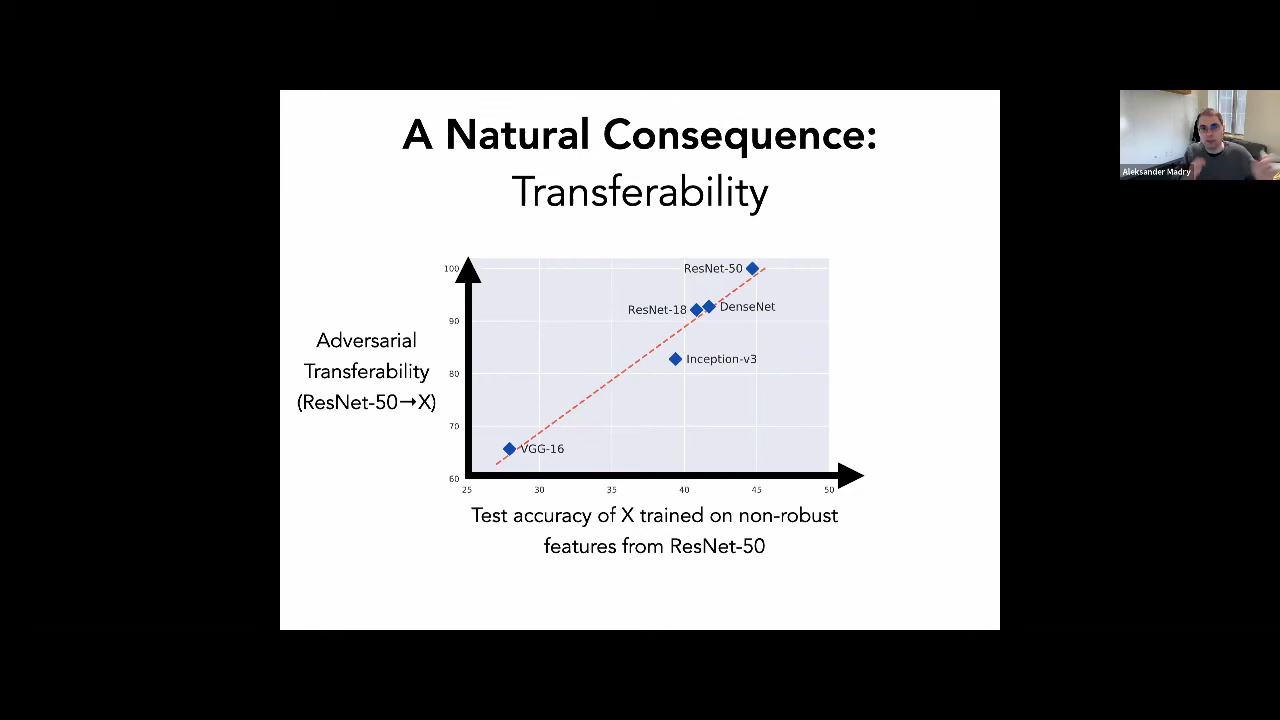 A Natural Consequence:
Transferability
Aleksander Madry
100
90
80
70
60
Adversarial
Transferability
(ResNet-50→X)
ResNet-50
ResNet-18
DenseNet
Inception-v3
VGG-16
25 30 35 40 45 50
Test accuracy of X trained on non-robust
features from ResNet-50